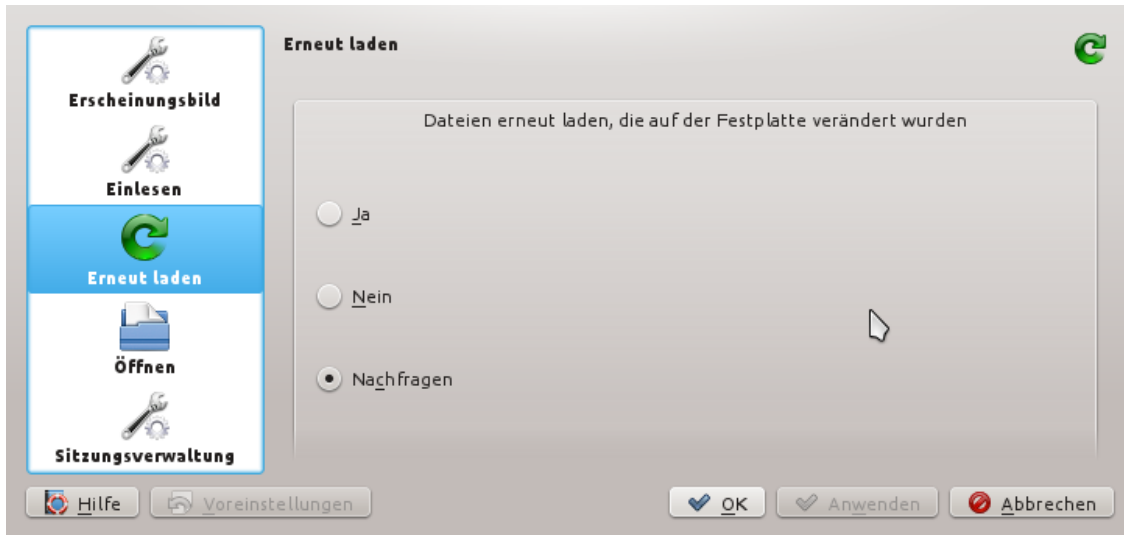 Erscheinungsbild
Einlesen
Erneut laden
Öffnen
Sitzungsverwaltung
Erneut laden
Dateien erneut laden, die auf der Festplatte verändert wurden
Ja
Nein
Nachfragen
Hilfe
Voreinstellungen
OK
Anwenden
Abbrechen